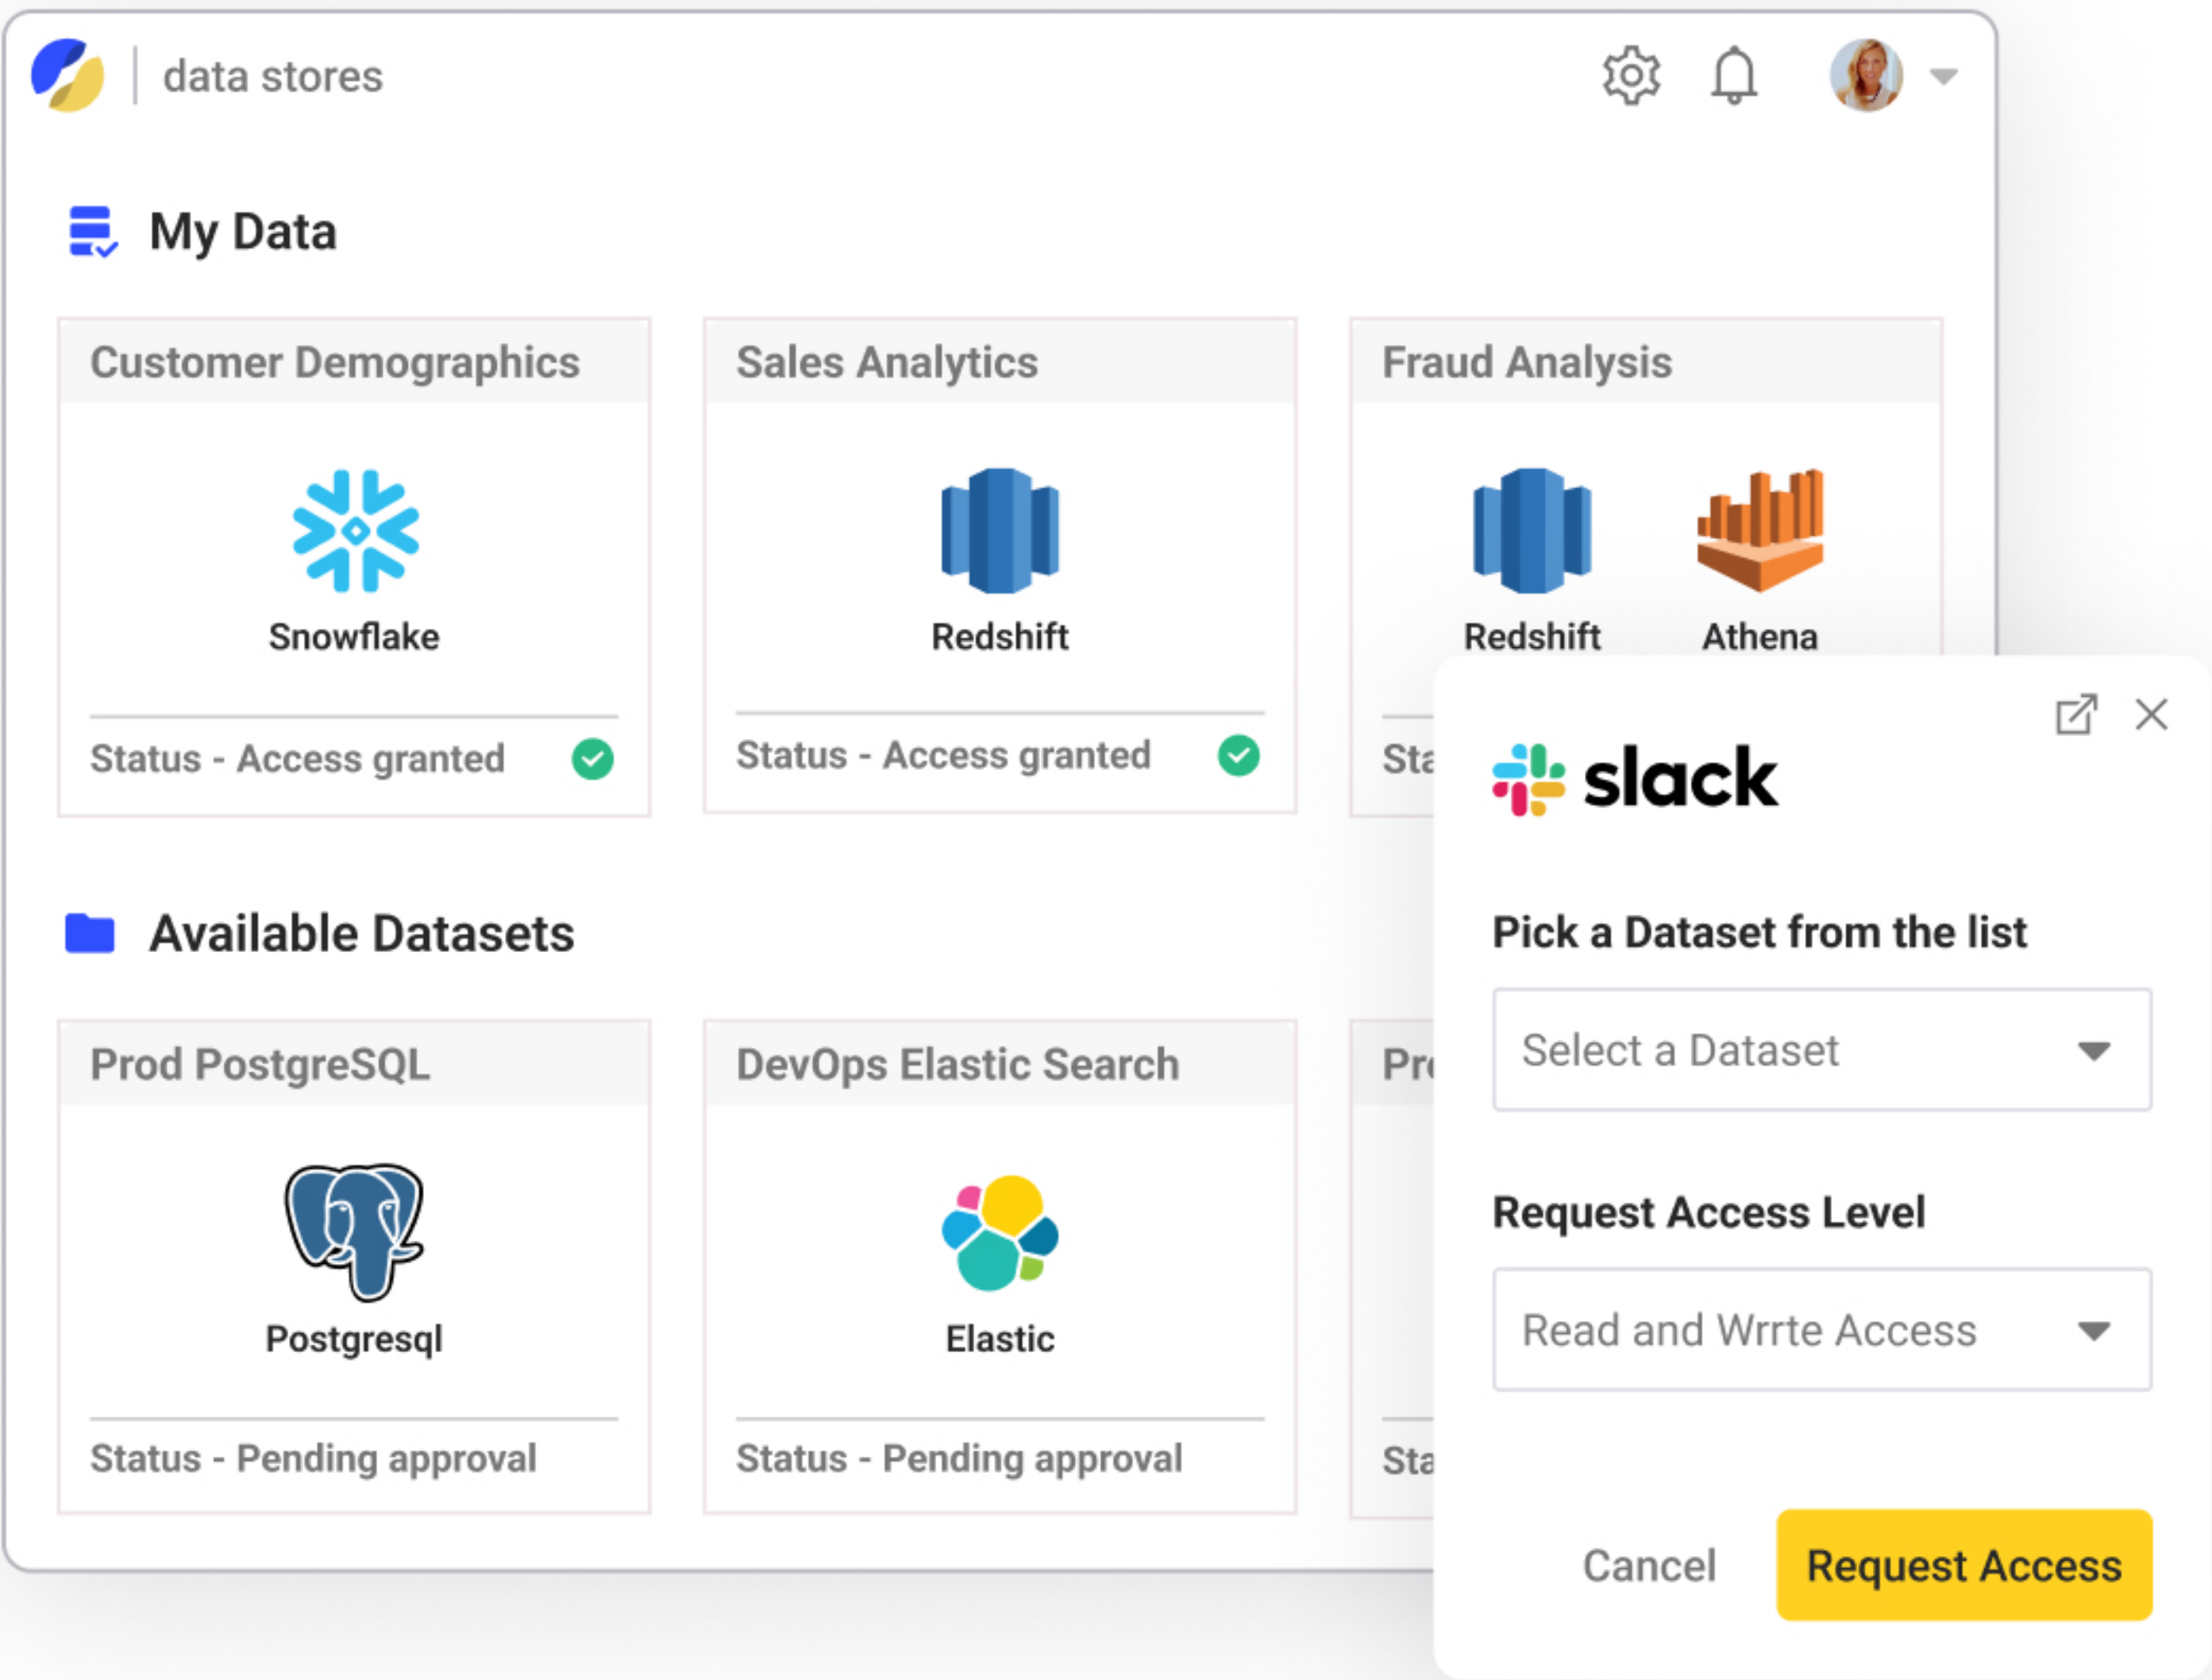 data stores
My Data
Customer Demographics
Sales Analytics
Fraud Analysis
Snowflake
Redshift
Redshift
Athena
Status - Access granted
Status - Access granted
Sta
slack
Available Datasets
Pick a Dataset from the list
Select a Dataset
Prod PostgreSQL
DevOps Elastic Search
Request Access Level
Read and Wrrte Access
Postgresql
Elastic
Status - Pending approval
Status - Pending approval
Sta
Cancel
Request Access